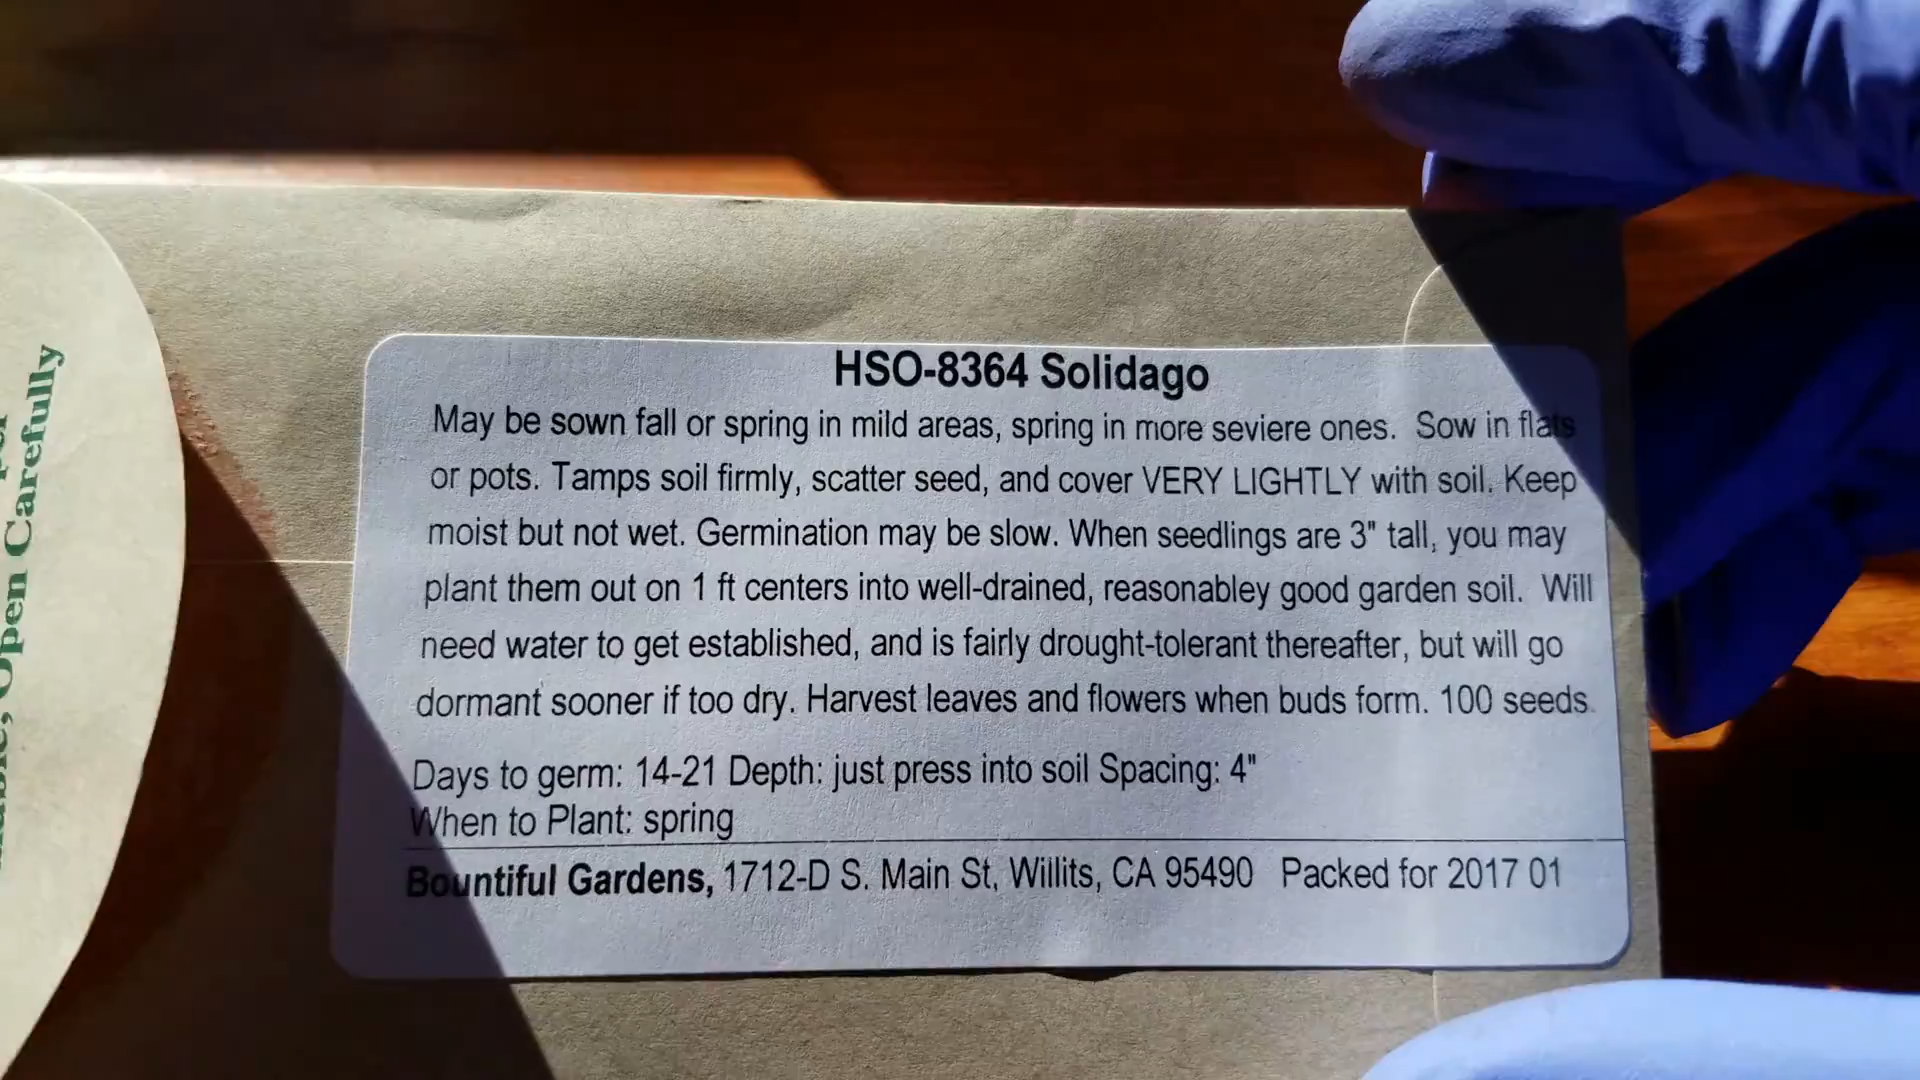 Open Carefully
HSO-8364 Solidago
May be sown fall or spring in mild areas, spring in more seviere ones. Sow in flats
or pots. Tamps soil firmly, scatter seed, and cover VERY LIGHTLY with soil. Keep
moist but not wet. Germination may be slow. When seedlings are 3" tall, you may
plant them out on 1 ft centers into well-drained, reasonabley good garden soil. Will
need water to get established, and is fairly drought-tolerant thereafter, but will go
dormant sooner if too dry. Harvest leaves and flowers when buds form. 100 seeds.
Days to germ: 14-21 Depth: just press into soil Spacing: 4"
When to Plant: spring
Bountiful Gardens, 1712-D S. Main St, Willits, CA 95490 Packed for 2017 01